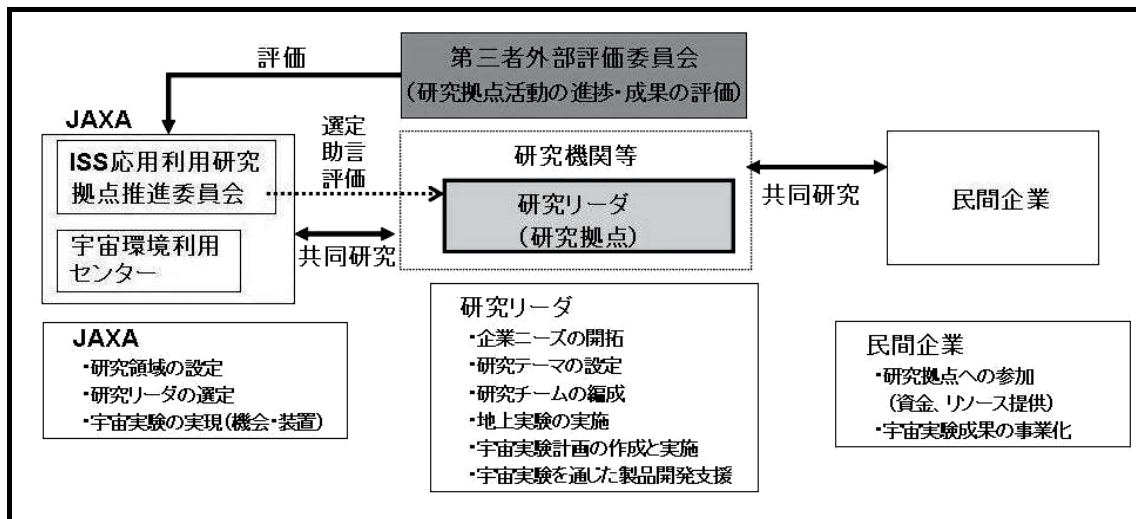 評価
第三者外部評価委員会
(研究拠点活動の進捗・成果の評価)
JAXA
ISS応用利用研究
拠点推進委員会
宇宙環境利用
センター
選定
助言
評価
共同研究
研究機関等
研究リーダ
(研究拠点)
共同研究
民間企業
JAXA
・研究領域の設定
・研究リーダの選定
・宇宙実験の実現(機会・装置)
研究リーダ
・企業ニーズの開拓
・研究テーマの設定
・研究チームの編成
・地上実験の実施
・宇宙実験計画の作成と実施
・宇宙実験を通じた製品開発支援
民間企業
・研究拠点への参加
(資金、リソース提供)
・宇宙実験成果の事業化